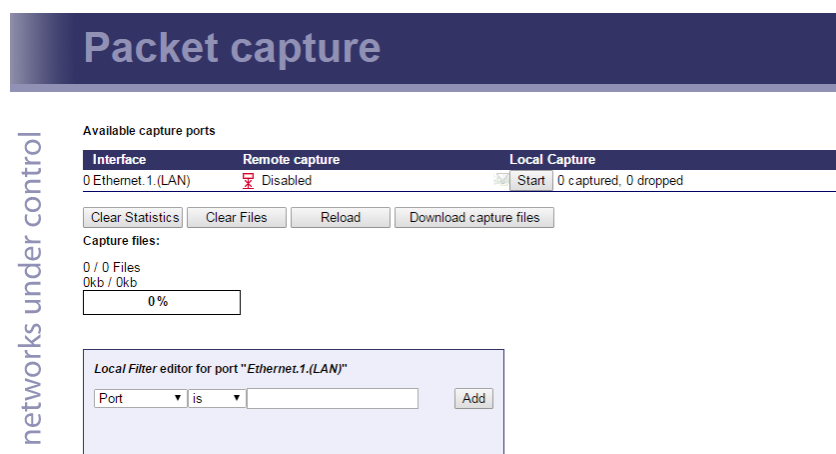 Packet capture
networks under control
Available capture ports
Interface Remote capture Local Capture
0 Ethernet.1.(LAN) Disabled Start 0 captured, 0 dropped
Clear Statistics Clear Files Reload Download capture files
Capture files:
0 / 0 Files
0kb / 0kb
0%
Local Filter editor for port "Ethernet.1.(LAN)"
Port is Add